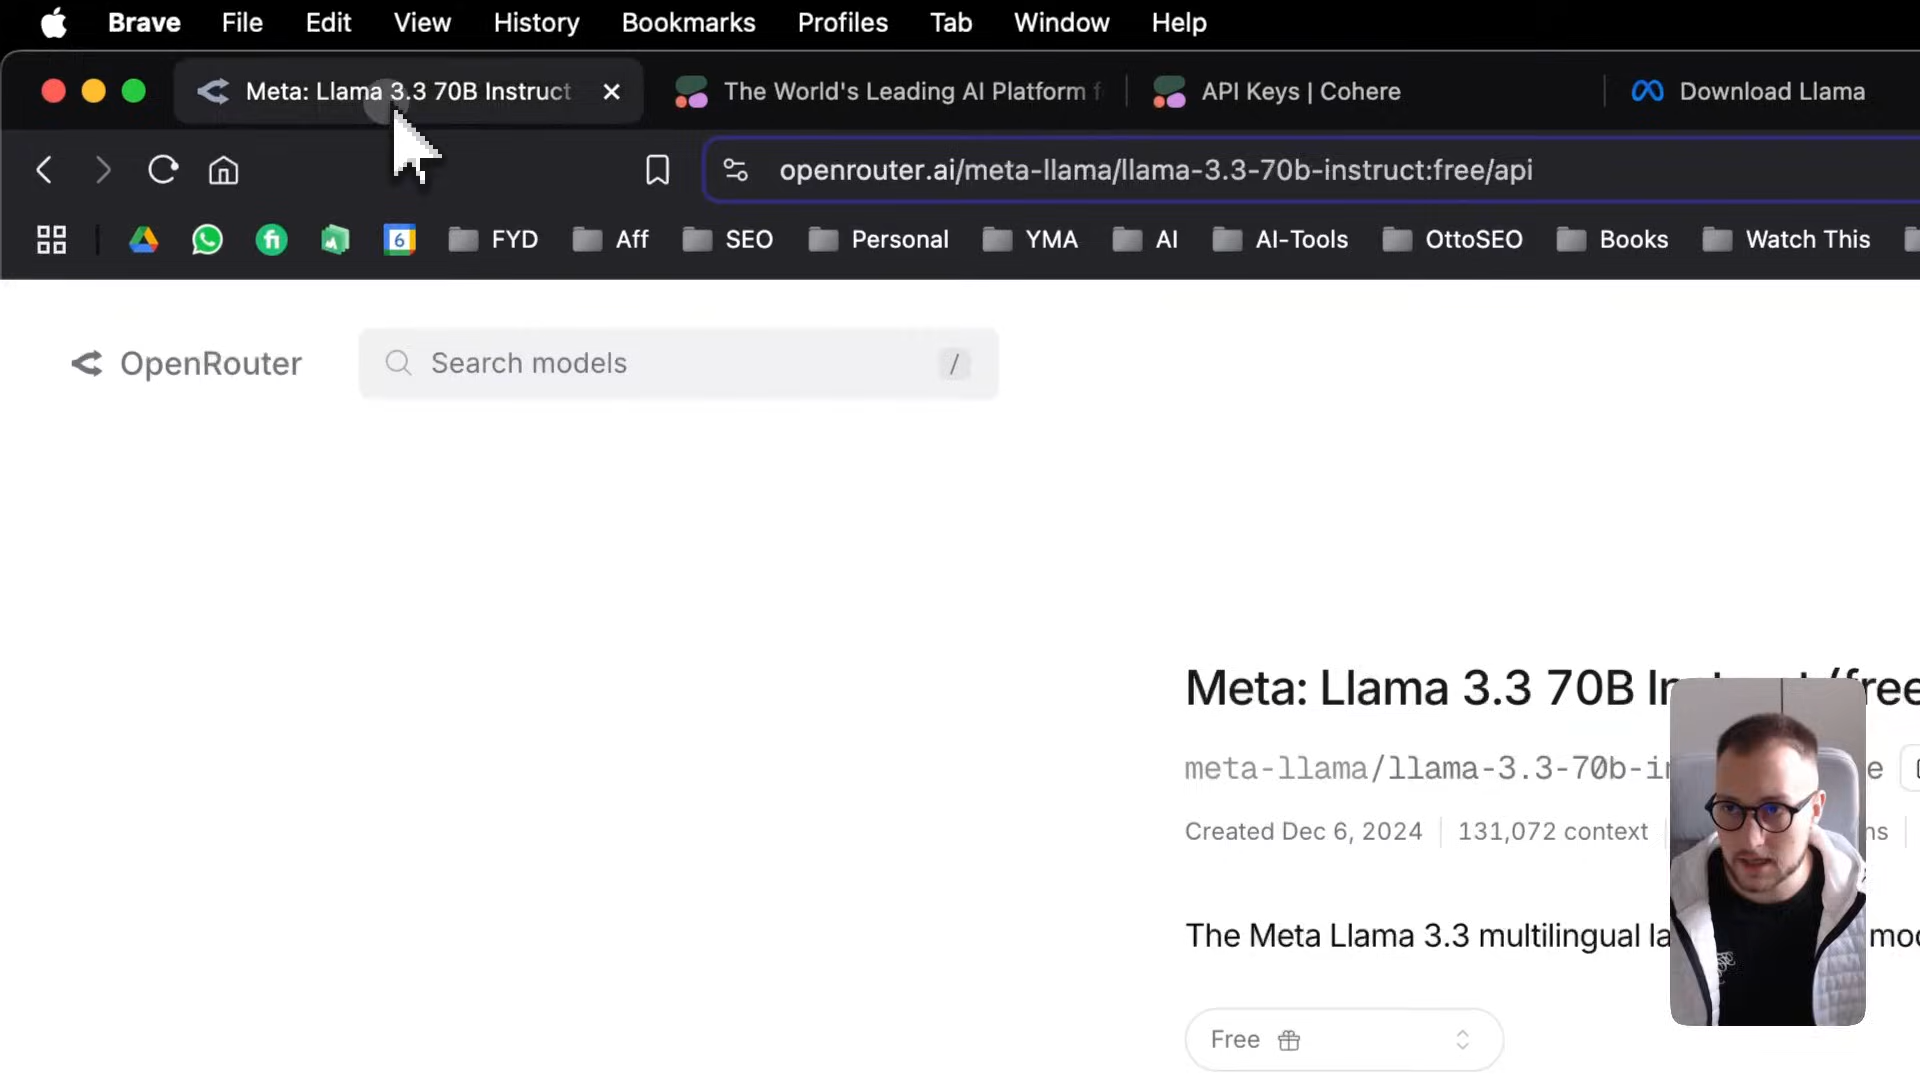 Brave File Edit View History Bookmarks Profiles Tab Window Help
Meta: Llama 3.3 70B Instruct The World's Leading AI Platform f API Keys | Cohere Download Llama
openrouter.ai/meta-llama/llama-3.3-70b-instruct:free/api
6 FYD Aff SEO Personal YMA AI AI-Tools OttoSEO Books Watch This
OpenRouter Search models /
Meta: Llama 3.3 70B
meta-llama/llama-3.3-70b-
Created Dec 6, 2024 131,072 context
The Meta Llama 3.3 multilingual
Free